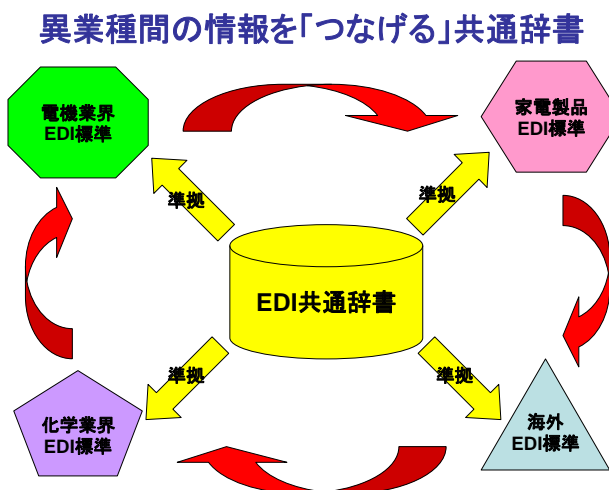 異業種間の情報を「つなげる」共通辞書
電機業界
EDI標準
家電製品
EDI標準
準拠
準拠
EDI共通辞書
準拠
準拠
化学業界
EDI標準
海外
EDI標準